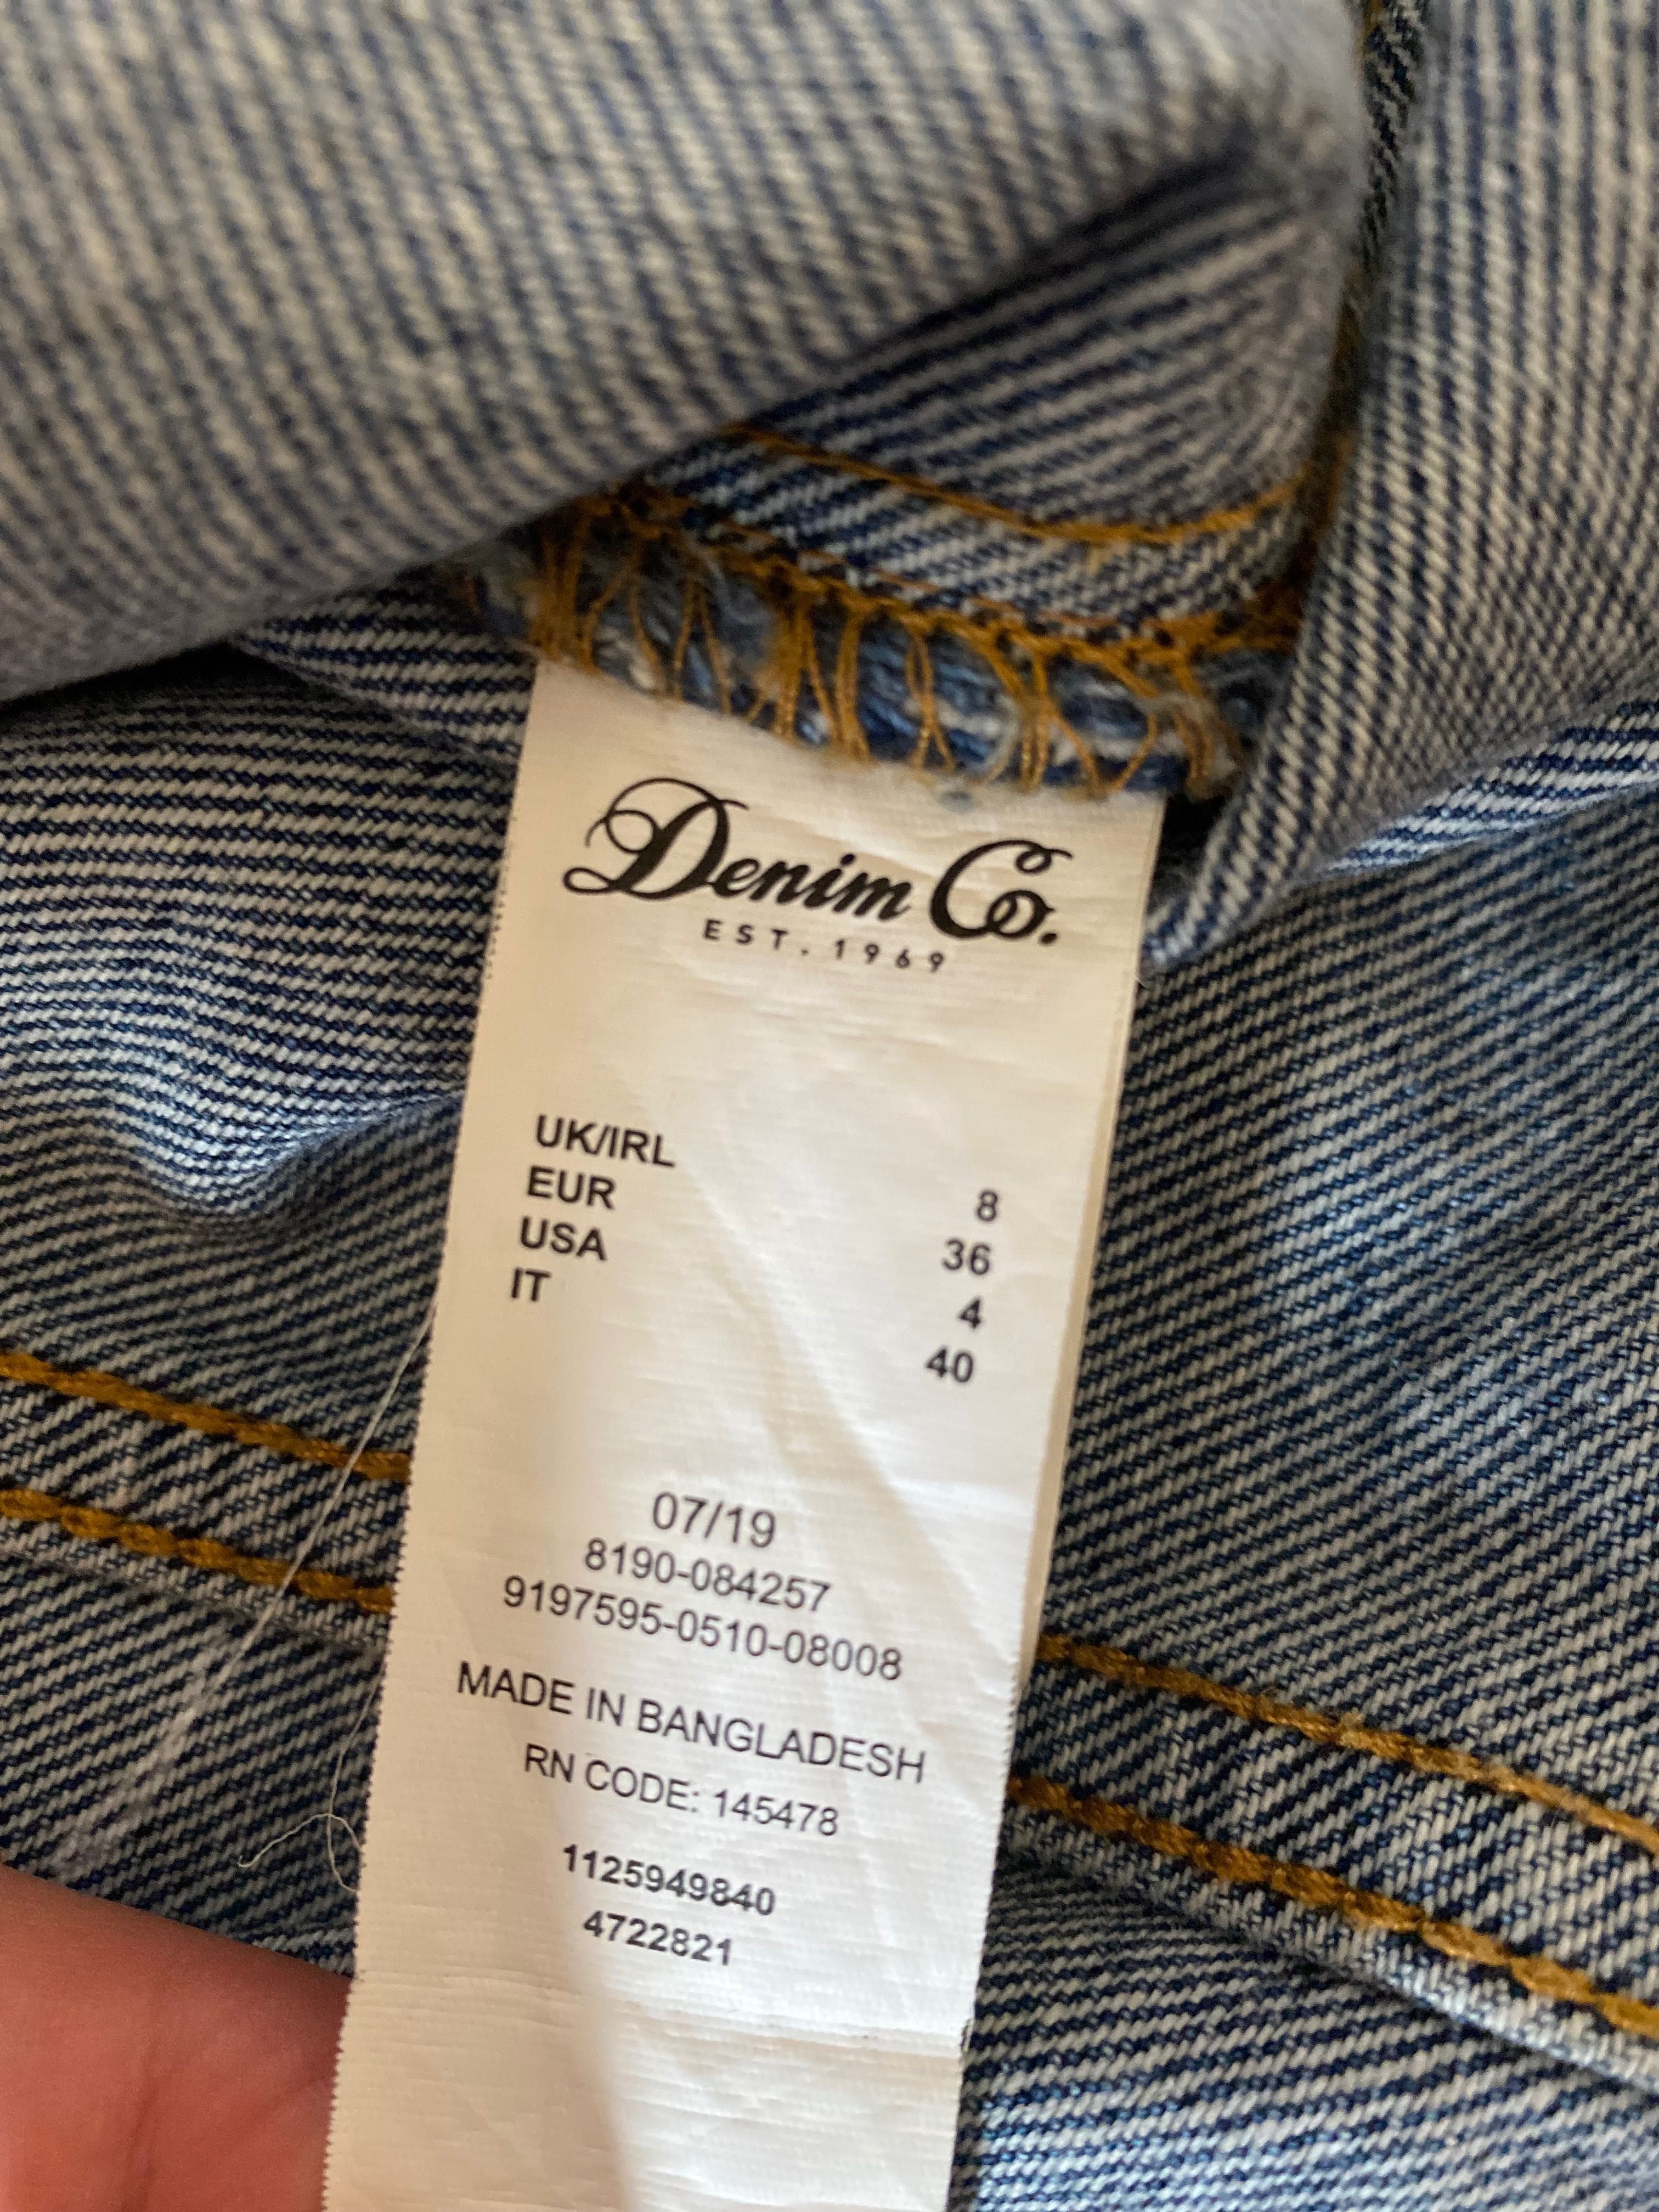 Denim Co.
EST. 1969
UK/IRL 8
EUR 36
USA 4
IT 40
07/19
8190-084257
9197595-0510-08008
MADE IN BANGLADESH
RN CODE: 145478
1125949840
4722821